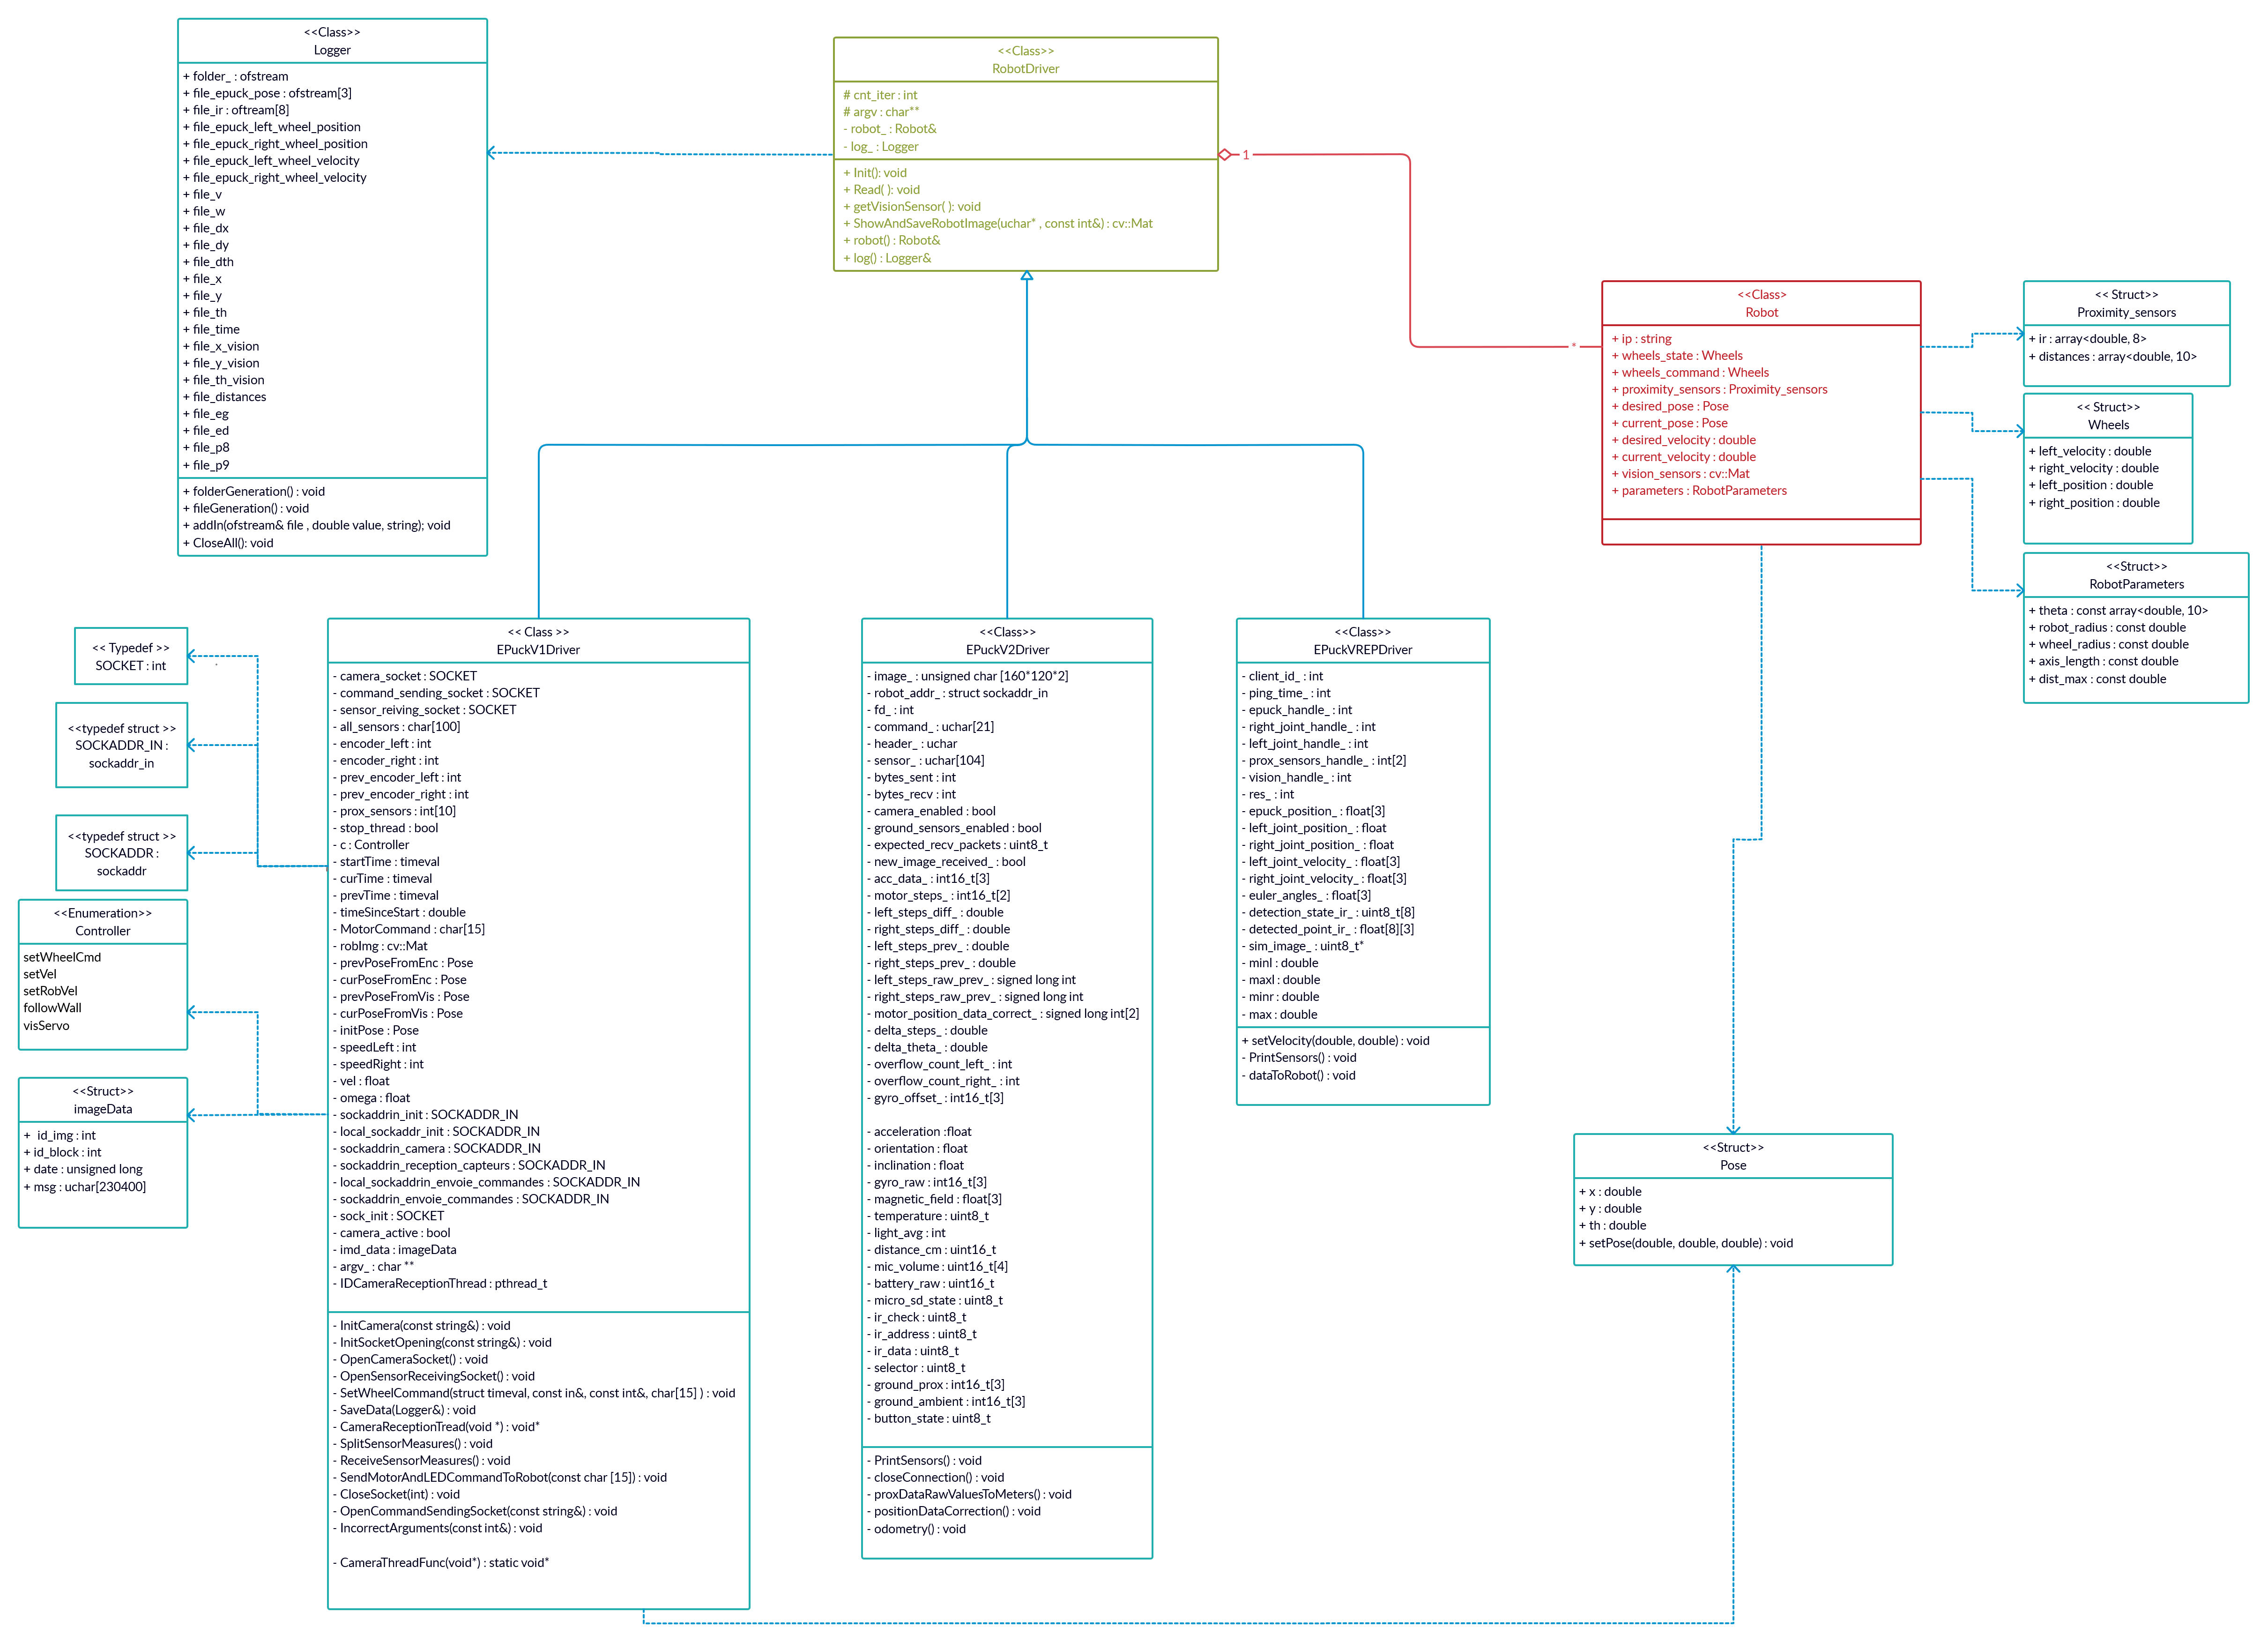 <<Class>>
Logger
+ folder_ : ofstream
+ file_epuck_pose : ofstream[3]
+ file_ir : oftream[8]
+ file_epuck_left_wheel_position
+ file_epuck_right_wheel_position
+ file_epuck_left_wheel_velocity
+ file_epuck_right_wheel_velocity
+ file_v
+ file_w
+ file_dx
+ file_dy
+ file_dth
+ file_x
+ file_y
+ file_th
+ file_time
+ file_x_vision
+ file_y_vision
+ file_th_vision
+ file_distances
+ file_eg
+ file_ed
+ file_p8
+ file_p9
+ folderGeneration() : void
+ fileGeneration() : void
+ addIn(ofstream& file , double value, string); void
+ CloseAll(): void
<<Class>>
RobotDriver
# cnt_iter : int
# argv : char**
- robot_ : Robot&
- log_ : Logger
+ Init(): void
+ Read( ): void
+ getVisionSensor( ): void
+ ShowAndSaveRobotImage(uchar* , const int&) : cv::Mat
+ robot() : Robot&
+ log() : Logger&
1
*
<<Class>
Robot
+ ip : string
+ wheels_state : Wheels
+ wheels_command : Wheels
+ proximity_sensors : Proximity_sensors
+ desired_pose : Pose
+ current_pose : Pose
+ desired_velocity : double
+ current_velocity : double
+ vision_sensors : cv::Mat
+ parameters : RobotParameters
<< Struct>>
Proximity_sensors
+ ir : array<double, 8>
+ distances : array<double, 10>
<< Struct>>
Wheels
+ left_velocity : double
+ right_velocity : double
+ left_position : double
+ right_position : double
<<Struct>>
RobotParameters
+ theta : const array<double, 10>
+ robot_radius : const double
+ wheel_radius : const double
+ axis_length : const double
+ dist_max : const double
<< Typedef >>
SOCKET : int
<<typedef struct >>
SOCKADDR_IN :
sockaddr_in
<<typedef struct >>
SOCKADDR :
sockaddr
<<Enumeration>>
Controller
setWheelCmd
setVel
setRobVel
followWall
visServo
<<Struct>>
imageData
+  id_img : int
+ id_block : int
+ date : unsigned long
+ msg : uchar[230400]
<< Class >>
EPuckV1Driver
- camera_socket : SOCKET
- command_sending_socket : SOCKET
- sensor_reiving_socket : SOCKET
- all_sensors : char[100]
- encoder_left : int
- encoder_right : int
- prev_encoder_left : int
- prev_encoder_right : int
- prox_sensors : int[10]
- stop_thread : bool
- c : Controller
- startTime : timeval
- curTime : timeval
- prevTime : timeval
- timeSinceStart : double
- MotorCommand : char[15]
- robImg : cv::Mat
- prevPoseFromEnc : Pose
- curPoseFromEnc : Pose
- prevPoseFromVis : Pose
- curPoseFromVis : Pose
- initPose : Pose
- speedLeft : int
- speedRight : int
- vel : float
- omega : float
- sockaddrin_init : SOCKADDR_IN
- local_sockaddr_init : SOCKADDR_IN
- sockaddrin_camera : SOCKADDR_IN
- sockaddrin_reception_capteurs : SOCKADDR_IN
- local_sockaddrin_envoie_commandes : SOCKADDR_IN
- sockaddrin_envoie_commandes : SOCKADDR_IN
- sock_init : SOCKET
- camera_active : bool
- imd_data : imageData
- argv_ : char **
- IDCameraReceptionThread : pthread_t
- InitCamera(const string&) : void
- InitSocketOpening(const string&) : void
- OpenCameraSocket() : void
- OpenSensorReceivingSocket() : void
- SetWheelCommand(struct timeval, const in&, const int&, char[15] ) : void
- SaveData(Logger&) : void
- CameraReceptionTread(void *) : void*
- SplitSensorMeasures() : void
- ReceiveSensorMeasures() : void
- SendMotorAndLEDCommandToRobot(const char [15]) : void
- CloseSocket(int) : void
- OpenCommandSendingSocket(const string&) : void
- IncorrectArguments(const int&) : void
- CameraThreadFunc(void*) : static void*
<<Class>>
EPuckV2Driver
- image_ : unsigned char [160*120*2]
- robot_addr_ : struct sockaddr_in
- fd_ : int
- command_ : uchar[21]
- header_ : uchar
- sensor_ : uchar[104]
- bytes_sent : int
- bytes_recv : int
- camera_enabled : bool
- ground_sensors_enabled : bool
- expected_recv_packets : uint8_t
- new_image_received_ : bool
- acc_data_ : int16_t[3]
- motor_steps_ : int16_t[2]
- left_steps_diff_ : double
- right_steps_diff_ : double
- left_steps_prev_ : double
- right_steps_prev_ : double
- left_steps_raw_prev_ : signed long int
- right_steps_raw_prev_ : signed long int
- motor_position_data_correct_ : signed long int[2]
- delta_steps_ : double
- delta_theta_ : double
- overflow_count_left_ : int
- overflow_count_right_ : int
- gyro_offset_ : int16_t[3]
- acceleration :float
- orientation : float
- inclination : float
- gyro_raw : int16_t[3]
- magnetic_field : float[3]
- temperature : uint8_t
- light_avg : int
- distance_cm : uint16_t
- mic_volume : uint16_t[4]
- battery_raw : uint16_t
- micro_sd_state : uint8_t
- ir_check : uint8_t
- ir_address : uint8_t
- ir_data : uint8_t
- selector : uint8_t
- ground_prox : int16_t[3]
- ground_ambient : int16_t[3]
- button_state : uint8_t
- PrintSensors() : void
- closeConnection() : void
- proxDataRawValuesToMeters() : void
- positionDataCorrection() : void
- odometry() : void
<<Class>>
EPuckVREPDriver
- client_id_ : int
- ping_time_ : int
- epuck_handle_ : int
- right_joint_handle_ : int
- left_joint_handle_ : int
- prox_sensors_handle_ : int[2]
- vision_handle_ : int
- res_ : int
- epuck_position_ : float[3]
- left_joint_position_ : float
- right_joint_position_ : float
- left_joint_velocity_ : float[3]
- right_joint_velocity_ : float[3]
- euler_angles_ : float[3]
- detection_state_ir_ : uint8_t[8]
- detected_point_ir_ : float[8][3]
- sim_image_ : uint8_t*
- minl : double
- maxl : double
- minr : double
- max : double
+ setVelocity(double, double) : void
- PrintSensors() : void
- dataToRobot() : void
<<Struct>>
Pose
+ x : double
+ y : double
+ th : double
+ setPose(double, double, double) : void